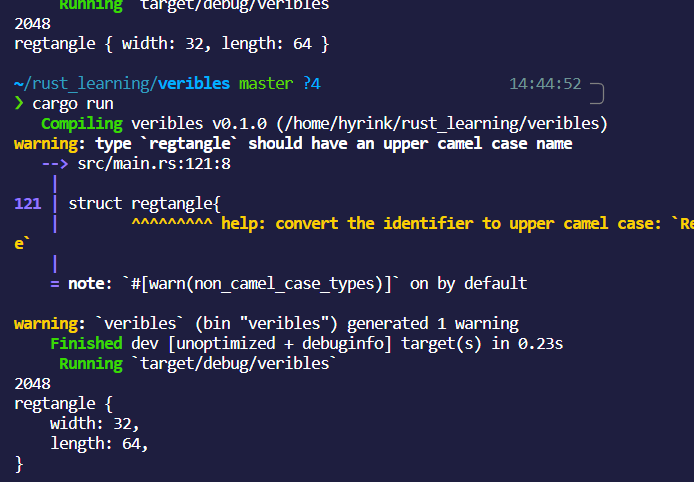 Running `target/debug/veribles`
2048
regtangle { width: 32, length: 64 }
~/rust_learning/veribles master ?4 14:44:52
❯ cargo run
Compiling veribles v0.1.0 (/home/hyrink/rust_learning/veribles)
warning: type `regtangle` should have an upper camel case name
--> src/main.rs:121:8
|
121 | struct regtangle{
| ^^^^^^^^^ help: convert the identifier to upper camel case: `Re
e`
|
= note: `#[warn(non_camel_case_types)]` on by default
warning: `veribles` (bin "veribles") generated 1 warning
Finished dev [unoptimized + debuginfo] target(s) in 0.23s
Running `target/debug/veribles`
2048
regtangle {
width: 32,
length: 64,
}